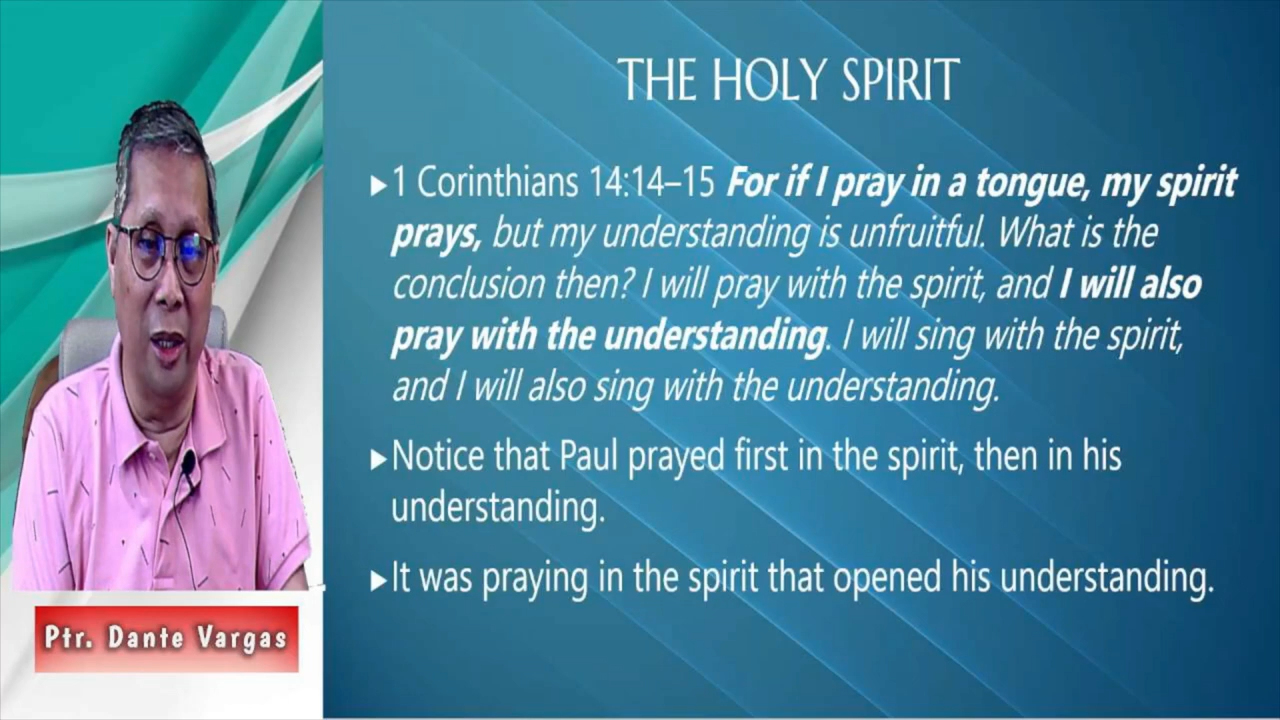 THE HOLY SPIRIT
▶1 Corinthians 14:14–15 For if I pray in a tongue, my spirit
prays, but my understanding is unfruitful. What is the
conclusion then? I will pray with the spirit, and I will also
pray with the understanding. I will sing with the spirit,
and I will also sing with the understanding.
▶Notice that Paul prayed first in the spirit, then in his
understanding.
▶It was praying in the spirit that opened his understanding.
Ptr. Dante Vargas